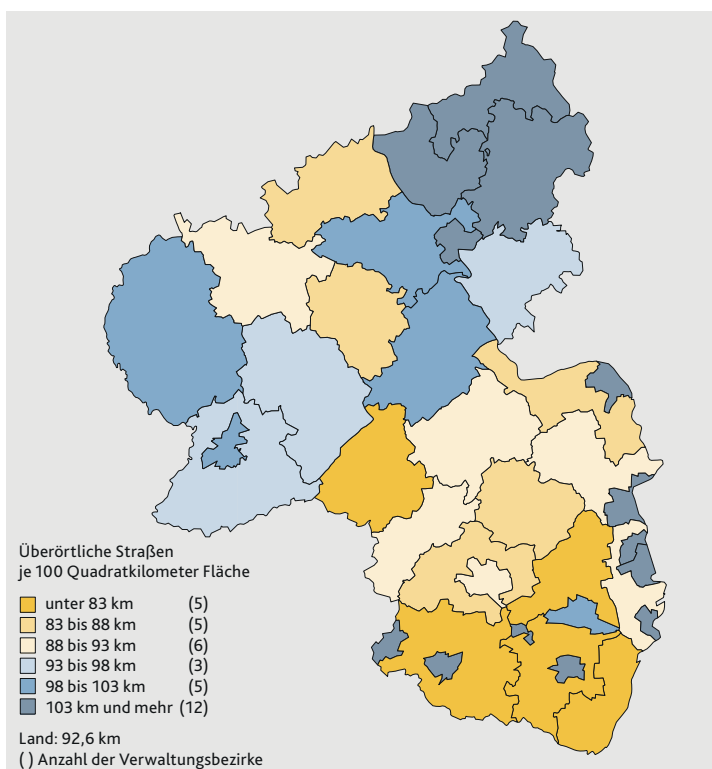 Überörtliche Straßen
je 100 Quadratkilometer Fläche
unter 83 km (5)
83 bis 88 km (5)
88 bis 93 km (6)
93 bis 98 km (3)
98 bis 103 km (5)
103 km und mehr (12)
Land: 92,6 km
( ) Anzahl der Verwaltungsbezirke